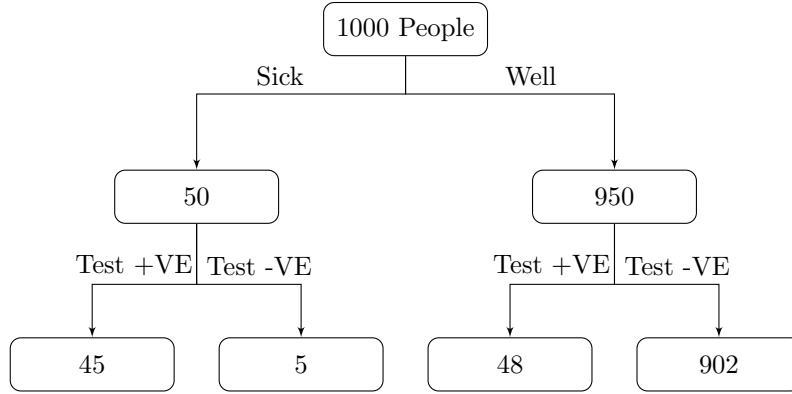 1000 People
Sick
Well
50
950
Test +VE
Test -VE
Test +VE
Test -VE
45
5
48
902